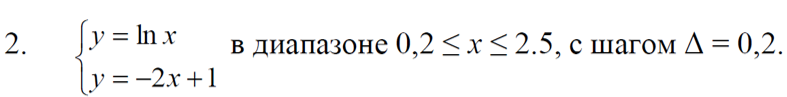 2. { y = ln x
y = −2x + 1 в диапазоне 0,2 ≤ x ≤ 2.5, с шагом Δ = 0,2.